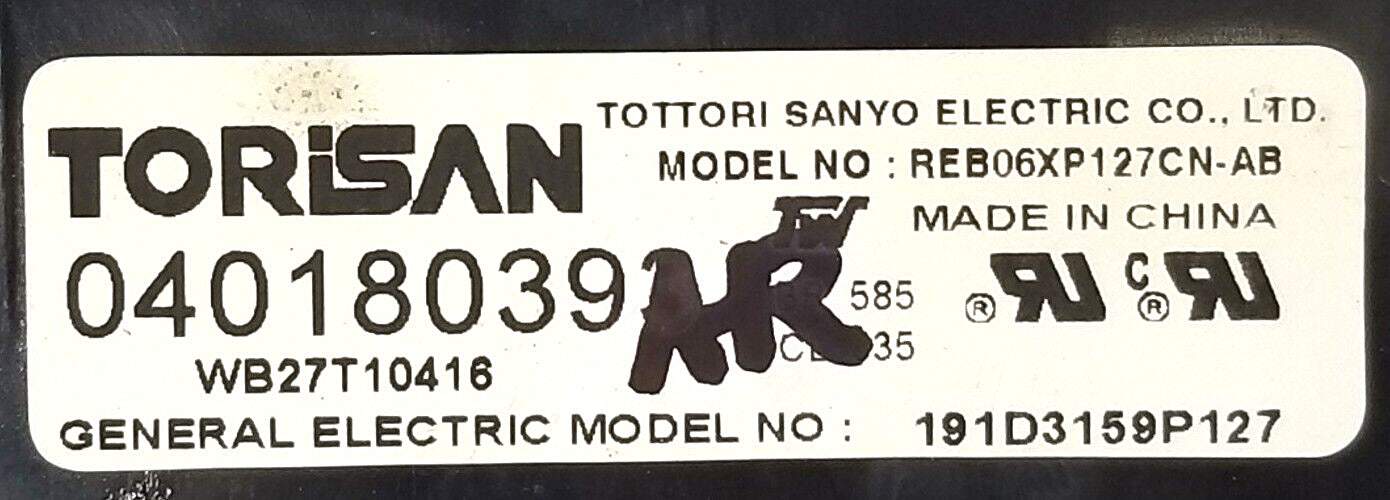 TORiSAN
TOTTORI SANYO ELECTRIC CO., LTD.
MODEL NO : REB06XP127CN-AB
MADE IN CHINA
04018039
585
35
WB27T10416
GENERAL ELECTRIC MODEL NO : 191D3159P127